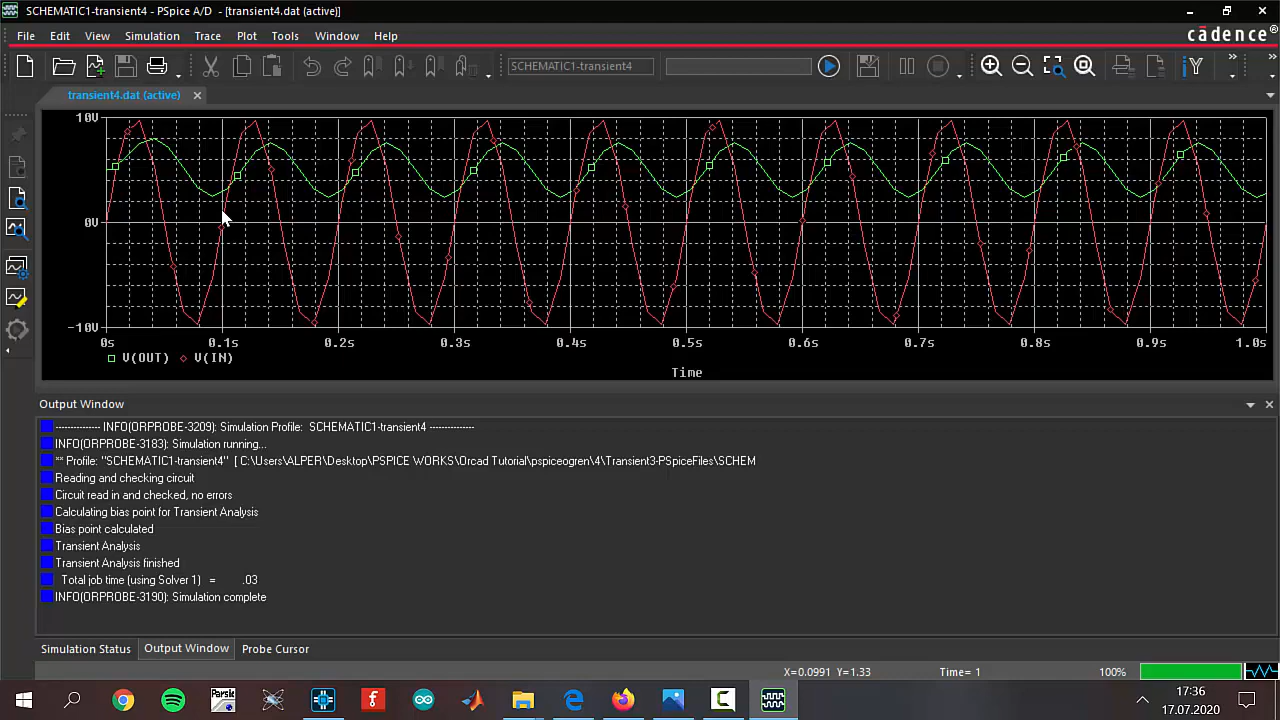 SCHEMATIC1-transient4 - PSpice A/D - [transient4.dat (active)]
File Edit View Simulation Trace Plot Tools Window Help
cādence®
SCHEMATIC1-transient4
transient4.dat (active)
10V
0V
-10V
0s 0.1s 0.2s 0.3s 0.4s 0.5s 0.6s 0.7s 0.8s 0.9s 1.0s
V(OUT) V(IN)
Time
Output Window
-------------- INFO(ORPROBE-3209): Simulation Profile: SCHEMATIC1-transient4 --------------
INFO(ORPROBE-3183): Simulation running...
** Profile: "SCHEMATIC1-transient4" [ C:\Users\ALPER\Desktop\PSPICE WORKS\Orcad Tutorial\pspiceogren\4\Transient3-PSpiceFiles\SCHEM
Reading and checking circuit
Circuit read in and checked, no errors
Calculating bias point for Transient Analysis
Bias point calculated
Transient Analysis
Transient Analysis finished
Total job time (using Solver 1) = .03
INFO(ORPROBE-3190): Simulation complete
Simulation Status Output Window Probe Cursor
X=0.0991 Y=1.33 Time= 1 100%
Parsik
17:36
17.07.2020